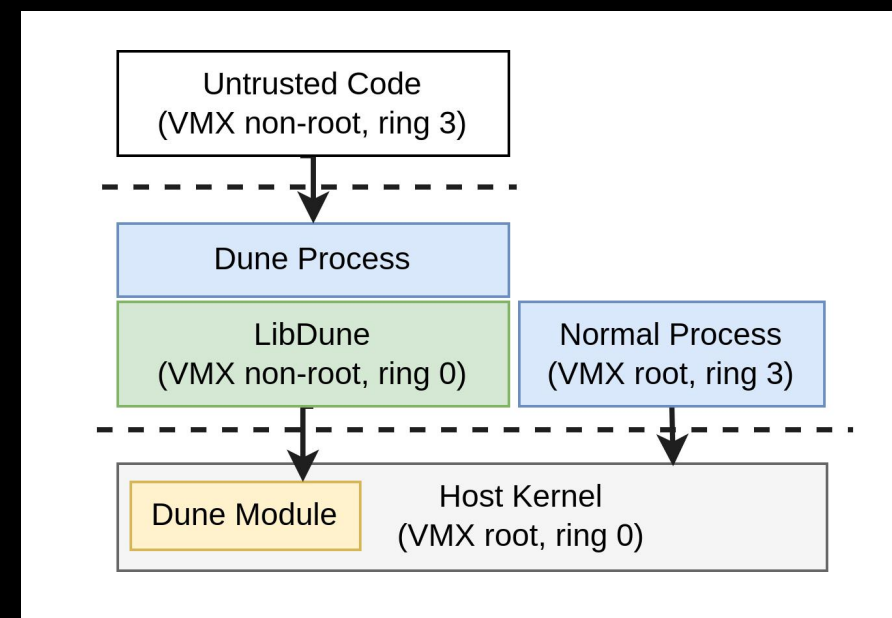 Untrusted Code
(VMX non-root, ring 3)
Dune Process
LibDune
(VMX non-root, ring 0)
Normal Process
(VMX root, ring 3)
Dune Module
Host Kernel
(VMX root, ring 0)